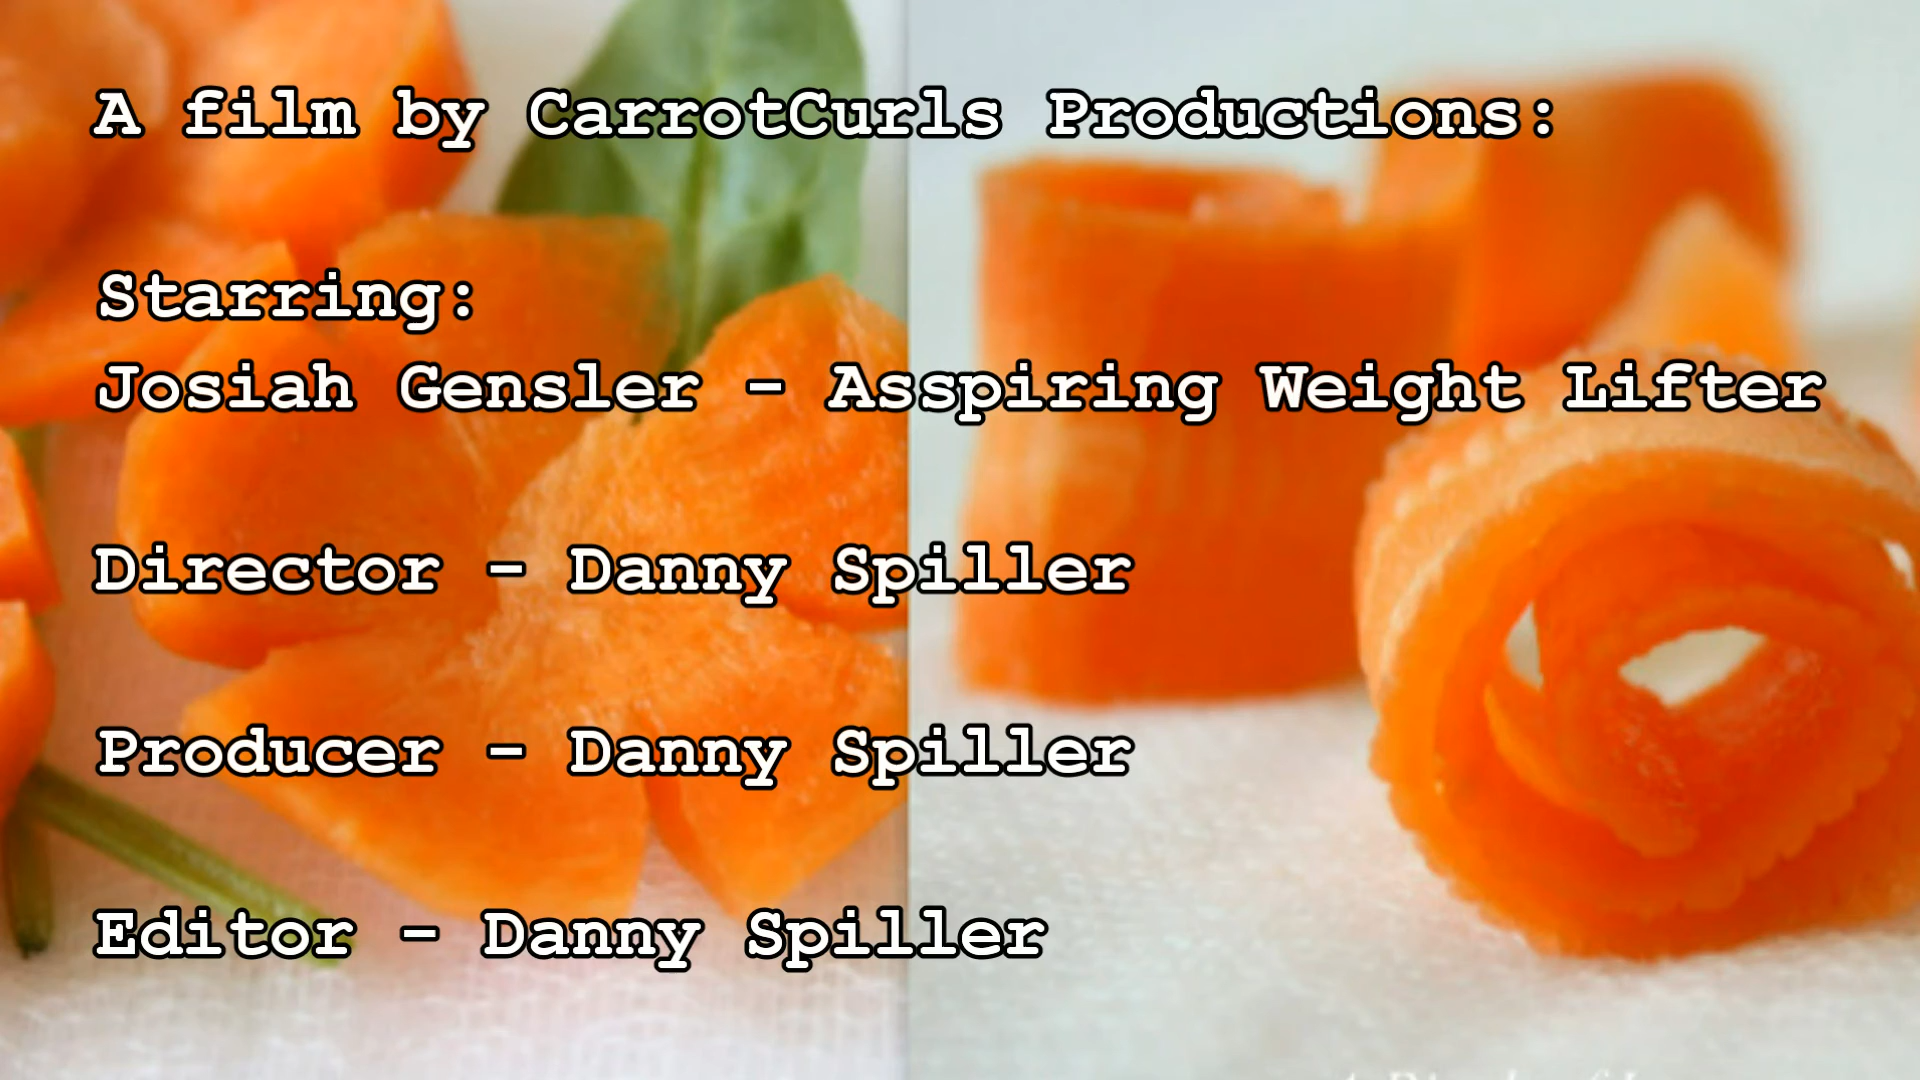 A film by CarrotCurls Productions:
Starring:
Josiah Gensler - Asspiring Weight Lifter
Director - Danny Spiller
Producer - Danny Spiller
Editor - Danny Spiller